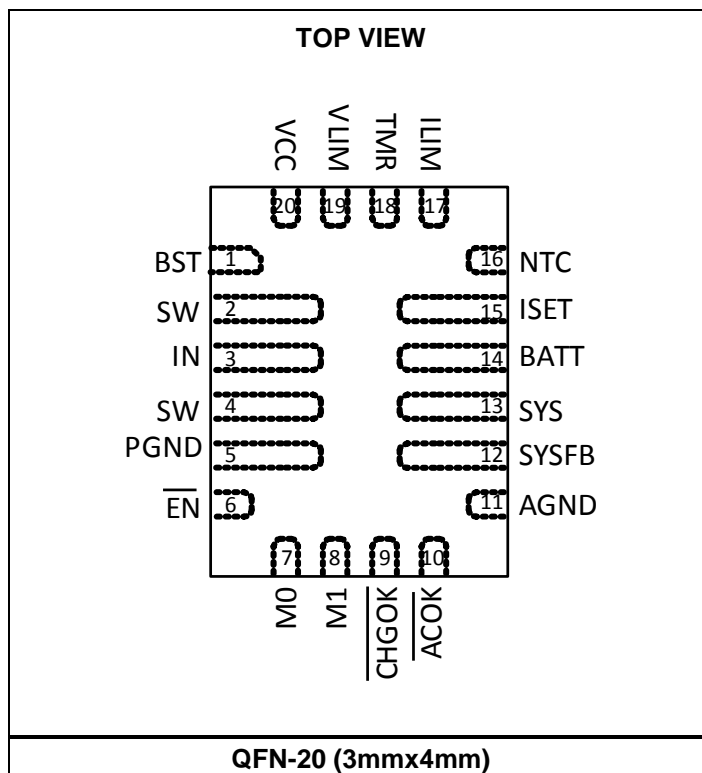 TOP VIEW
VCC
VLIM
TMR
ILIM
20
19
18
17
BST
1
16
NTC
SW
2
15
ISET
IN
3
14
BATT
SW
4
13
SYS
PGND
5
12
SYSFB
EN
6
11
AGND
7
8
9
10
M0
M1
CHGOK
ACOK
QFN-20 (3mmx4mm)